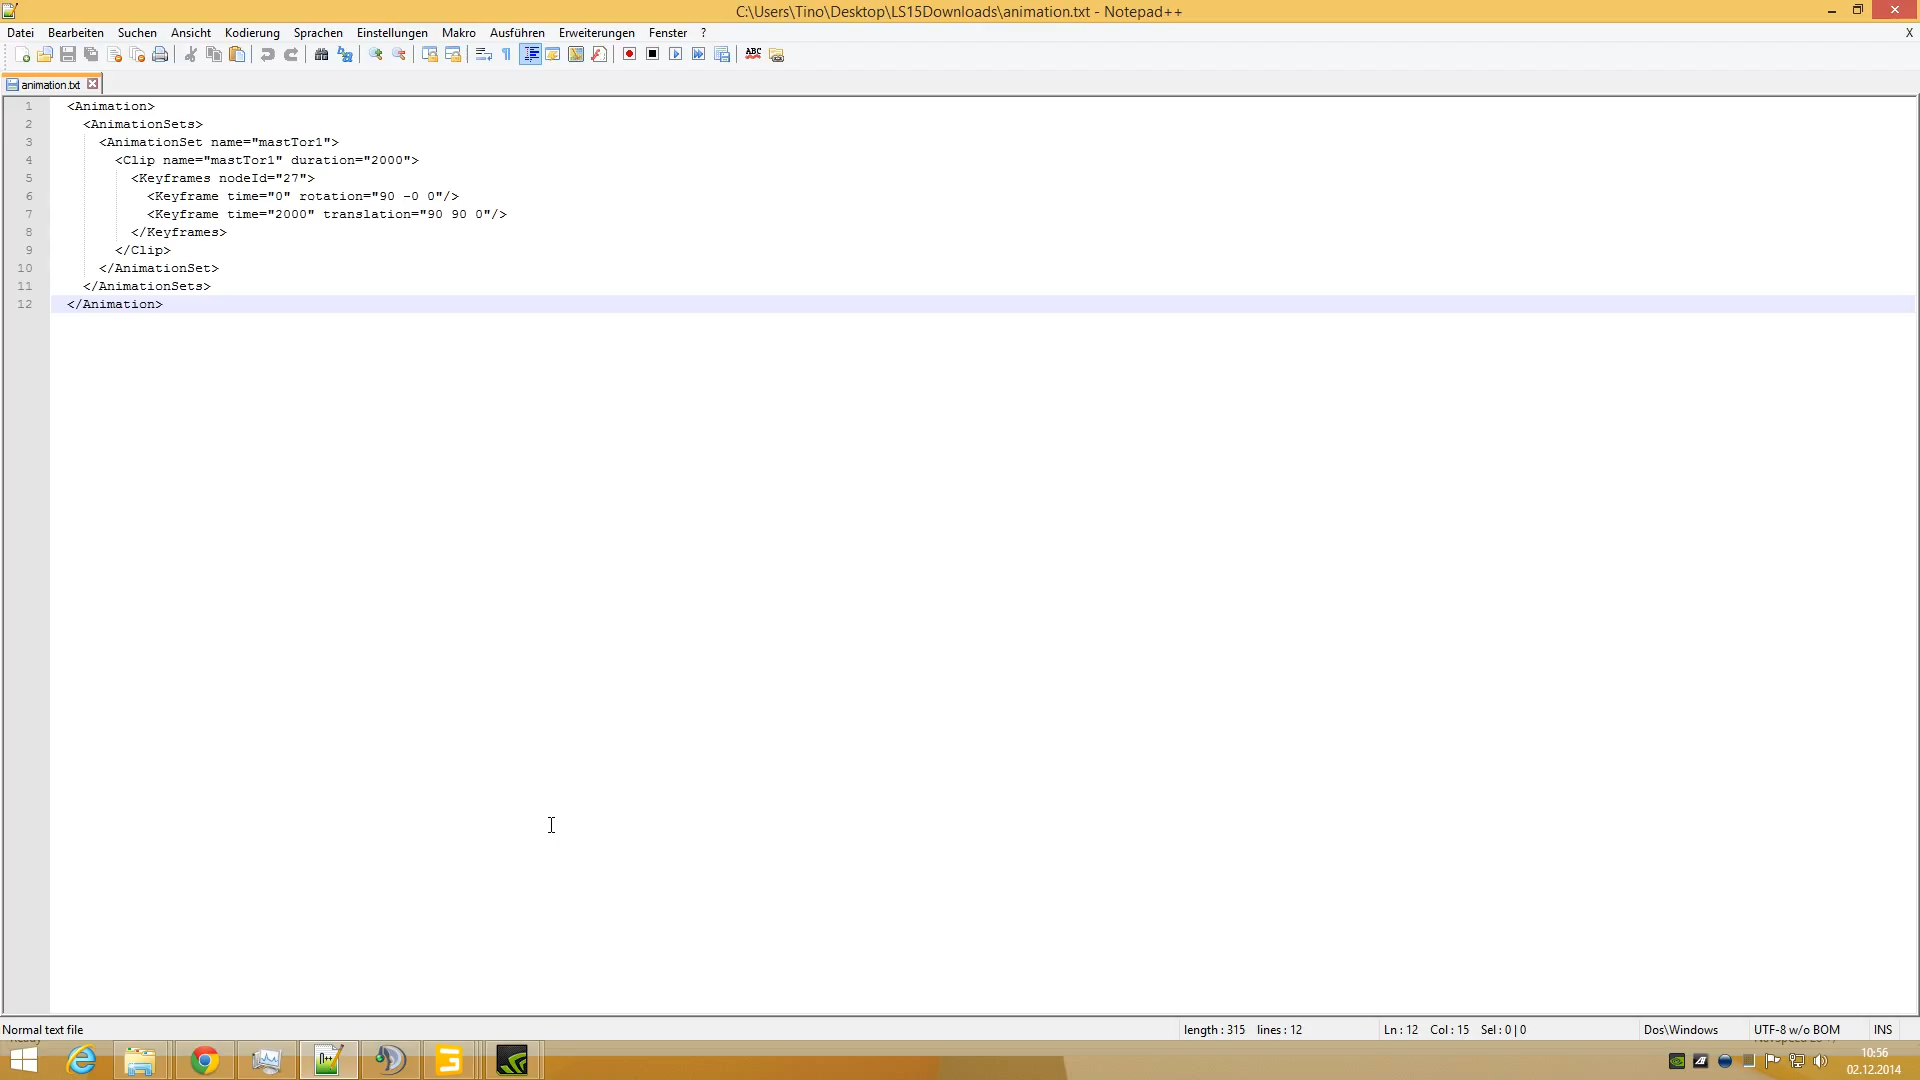 C:\Users\Tino\Desktop\LS15Downloads\animation.txt - Notepad++
Datei Bearbeiten Suchen Ansicht Kodierung Sprachen Einstellungen Makro Ausführen Erweiterungen Fenster ? X
ABC
animation.txt
1 <Animation>
2 <AnimationSets>
3 <AnimationSet name="mastTor1">
4 <Clip name="mastTor1" duration="2000">
5 <Keyframes nodeId="27">
6 <Keyframe time="0" rotation="90 -0 0"/>
7 <Keyframe time="2000" translation="90 90 0"/>
8 </Keyframes>
9 </Clip>
10 </AnimationSet>
11 </AnimationSets>
12 </Animation>
Normal text file length : 315 lines : 12 Ln : 12 Col : 15 Sel : 0 | 0 Dos\Windows UTF-8 w/o BOM INS
10:56
02.12.2014